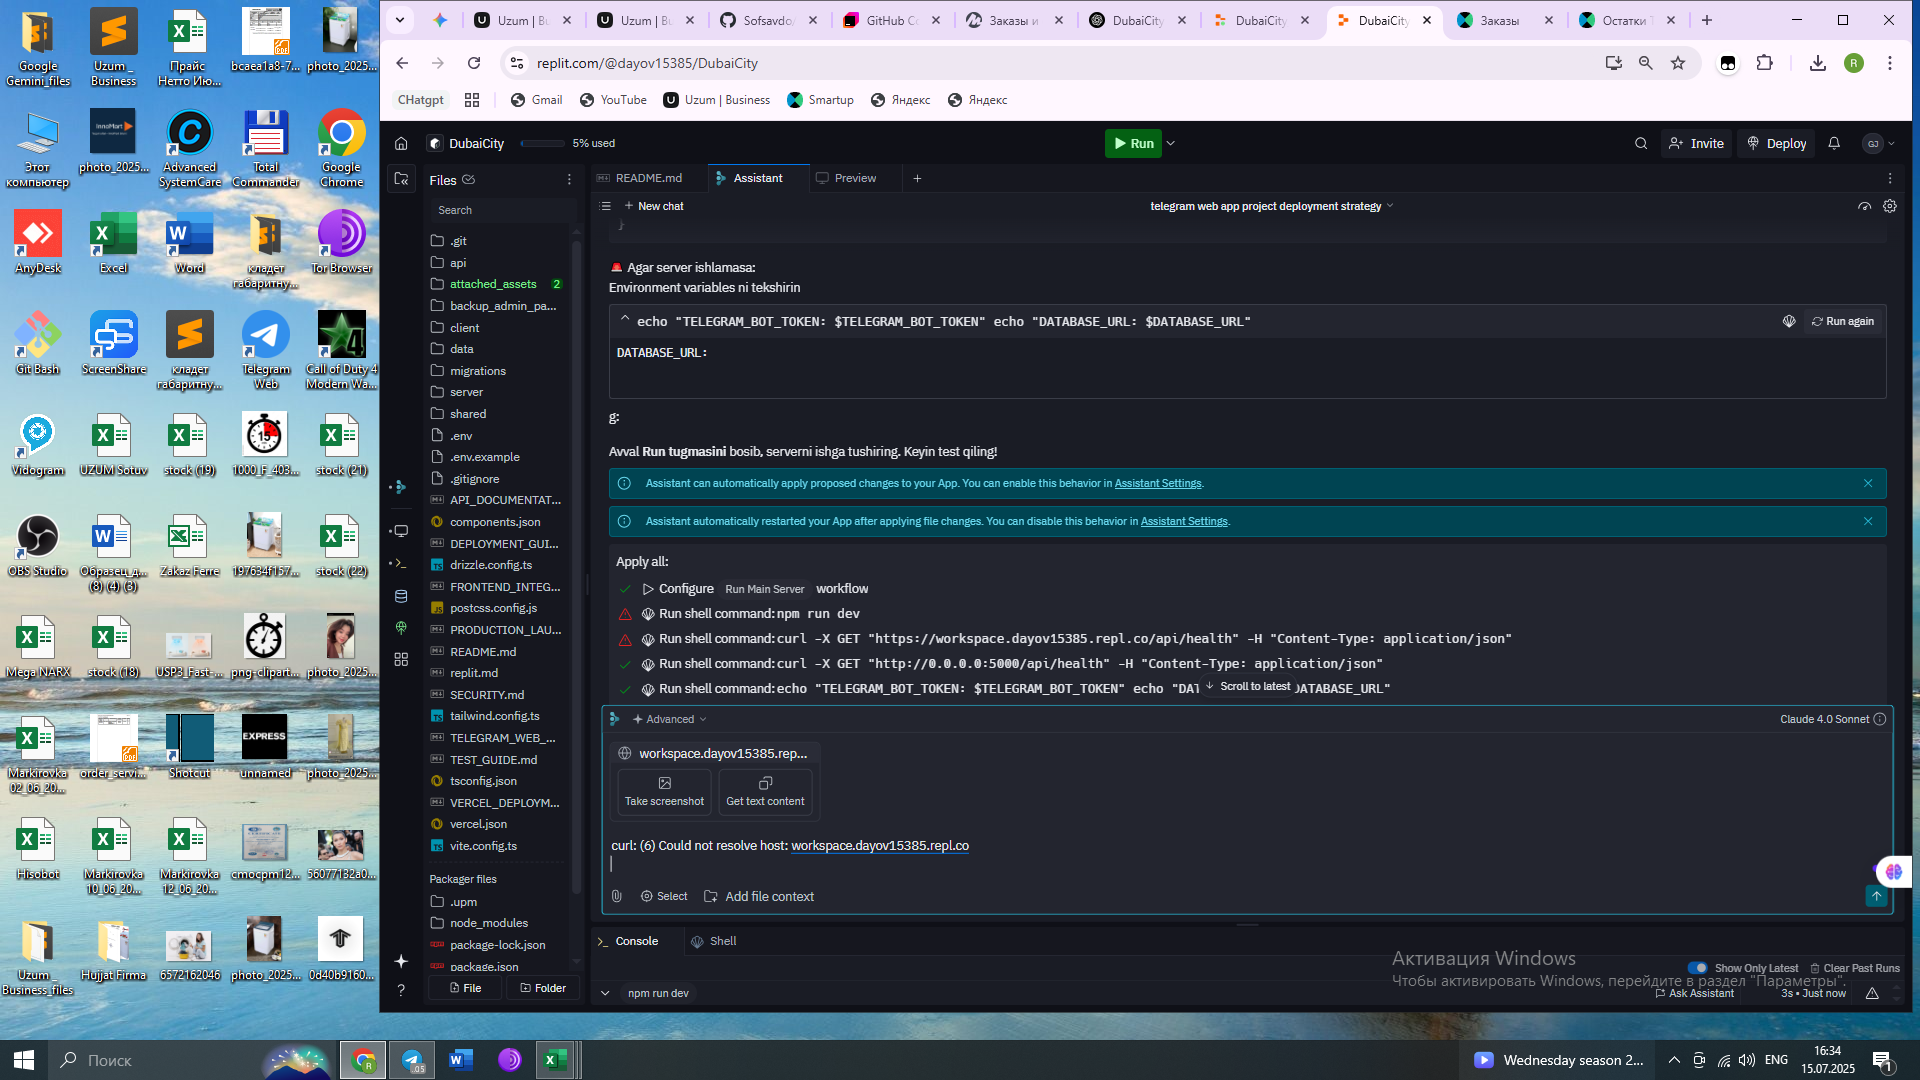 Google
Gemini_files
Uzum _
Business
Прайс
Нетто Ию...
bcaea1a8-7...
photo_2025...
Этот
компьютер
photo_2025...
Advanced
SystemCare
Total
Commander
Google
Chrome
AnyDesk
Excel
Word
кладет
габаритну...
Tor Browser
Git Bash
ScreenShare
кладет
габаритну...
Telegram
Web
Call of Duty 4
Modern Wa...
Vidogram
UZUM Sotuv
stock (19)
1000_F_403...
stock (21)
OBS Studio
Образец_д...
(8) (4) (3)
Zakaz Ferre
197634f157...
stock (22)
Mega NARX
stock (18)
USP3_Fast-...
png-clipart...
photo_2025...
Markirovka
02_06_20...
order_servi...
Shotcut
EXPRESS
unnamed
photo_2025...
Hisobot
Markirovka
10_06_20...
Markirovka
12_06_20...
cmocpm12...
56077132a0...
Uzum _
Business_files
Hujjat Firma
6572162046
photo_2025...
0d40b9160...
Uzum | Bu
Uzum | Bu
Sofsavdo/
GitHub Co
Заказы и
DubaiCity
DubaiCity
DubaiCity
Заказы
Остатки Т
replit.com/@dayov15385/DubaiCity
R
CHatgpt
Gmail
YouTube
Uzum | Business
Smartup
Яндекс
Яндекс
DubaiCity
5% used
Run
Invite
Deploy
GJ
Files
README.md
Assistant
Preview
Search
New chat
telegram web app project deployment strategy
.git
api
attached_assets 2
backup_admin_pa...
client
data
migrations
server
shared
.env
.env.example
.gitignore
API_DOCUMENTAT...
components.json
DEPLOYMENT_GUI...
drizzle.config.ts
FRONTEND_INTEG...
postcss.config.js
PRODUCTION_LAU...
README.md
replit.md
SECURITY.md
tailwind.config.ts
TELEGRAM_WEB_...
TEST_GUIDE.md
tsconfig.json
VERCEL_DEPLOYM...
vercel.json
vite.config.ts
Packager files
.upm
node_modules
package-lock.json
package.json
File
Folder
}
Agar server ishlamasa:
Environment variables ni tekshirin
echo "TELEGRAM_BOT_TOKEN: $TELEGRAM_BOT_TOKEN" echo "DATABASE_URL: $DATABASE_URL"
Run again
DATABASE_URL:
g:
Avval Run tugmasini bosib, serverni ishga tushiring. Keyin test qiling!
Assistant can automatically apply proposed changes to your App. You can enable this behavior in Assistant Settings.
Assistant automatically restarted your App after applying file changes. You can disable this behavior in Assistant Settings.
Apply all:
Configure Run Main Server workflow
Run shell command: npm run dev
Run shell command: curl -X GET "https://workspace.dayov15385.repl.co/api/health" -H "Content-Type: application/json"
Run shell command: curl -X GET "http://0.0.0.0:5000/api/health" -H "Content-Type: application/json"
Run shell command: echo "TELEGRAM_BOT_TOKEN: $TELEGRAM_BOT_TOKEN" echo "DAT
Scroll to latest
DATABASE_URL"
Advanced
Claude 4.0 Sonnet
workspace.dayov15385.rep...
Take screenshot
Get text content
curl: (6) Could not resolve host: workspace.dayov15385.repl.co
Select
Add file context
Console
Shell
Активация Windows
Чтобы активировать Windows, перейдите в раздел "Параметры".
Show Only Latest
Clear Past Runs
npm run dev
Ask Assistant
3s • Just now
Поиск
.05
Wednesday season 2...
ENG
16:34
15.07.2025
1